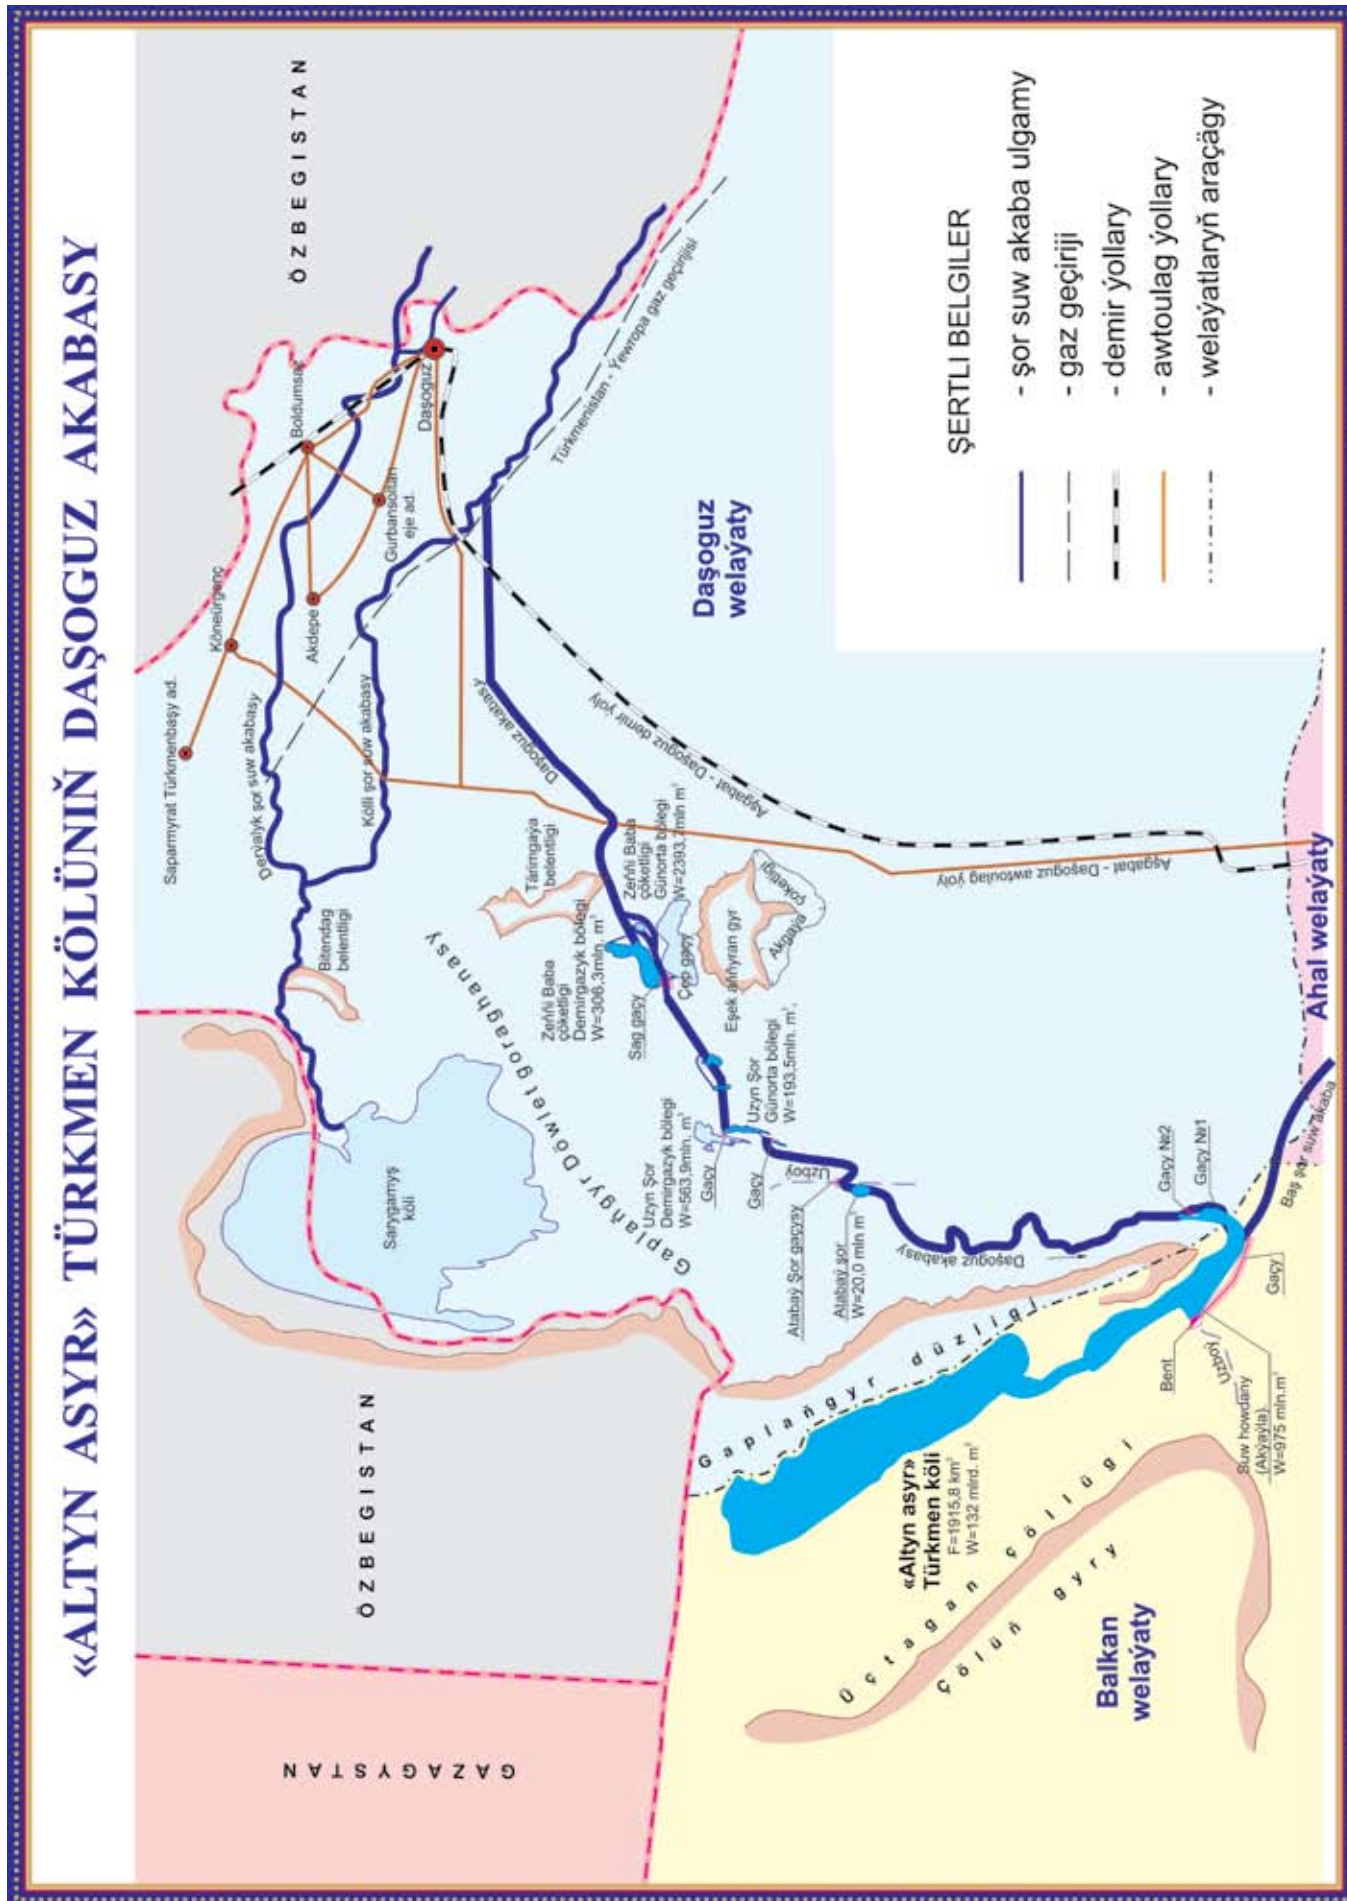 «ALTYN ASYR» TÜRKMEN KÖLÜNIŇ DAŞOGUZ AKABASY
GAZAGYSTAN
ÖZBEGISTAN
ÖZBEGISTAN
Sarygamyş
köli
Bitendag
belentligi
Derýalyk şor suw akabasy
Kölli şor suw akabasy
Saparmyrat Türkmenbaşy ad.
Köneürgenç
Akdepe
Boldumsaz
Gurbansoltan
eje ad.
Daşoguz
Türkmenistan - Ýewropa gaz geçirijisi
Daşoguz akabasy
Aşgabat - Daşoguz demir ýoly
Aşgabat - Daşoguz awtoulag ýoly
Tarimgaýa
belentligi
Zeňňi Baba
çöketligi
Günorta bölegi
W=2393,2mln m³
Zeňňi Baba
çöketligi
Demirgazyk bölegi
W=306,3mln. m³
Sag gaçy
Çep gaçy
Eşek aňňyran gyr
Akgaýa
çöketligi
Gaplaňgyr Döwletgoraghanasy
Uzyn Şor
Demirgazyk bölegi
W=563,9mln. m³
Uzyn Şor
Günorta bölegi
W=193,5mln. m³,
Gaçy
Gaçy
Uzboý
Atabaý Şor gaçysy
Atabaý şor
W=20,0 mln m³
Daşoguz akabasy
Gaçy №2
Gaçy №1
Baş şor suw akaba
Gaçy
Bent
Uzboý
Suw howdany
(Akýaýla)
W=975 mln.m³
Gaplaňgyr düzligi
«Altyn asyr»
Türkmen köli
F=1915,8 km²
W=132 mlrd. m³
Üçtagan çöllügi
Çölüň gyry
Balkan
welaýaty
Daşoguz
welaýaty
Ahal welaýaty
ŞERTLI BELGILER
- şor suw akaba ulgamy
- gaz geçiriji
- demir ýollary
- awtoulag ýollary
- welaýatlaryň araçägy